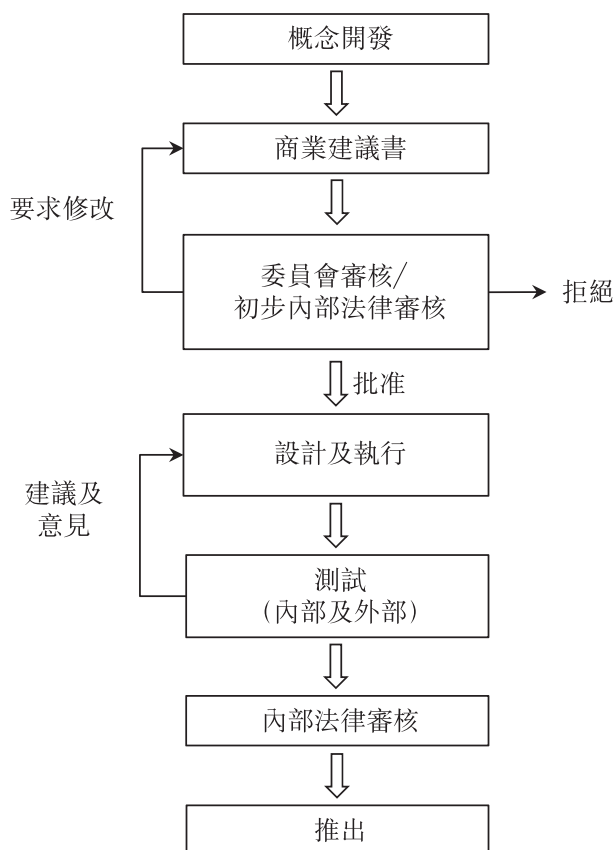 概念開發
商業建議書
要求修改
委員會審核/
初步內部法律審核
拒絕
批准
設計及執行
建議及
意見
測試
(內部及外部)
內部法律審核
推出